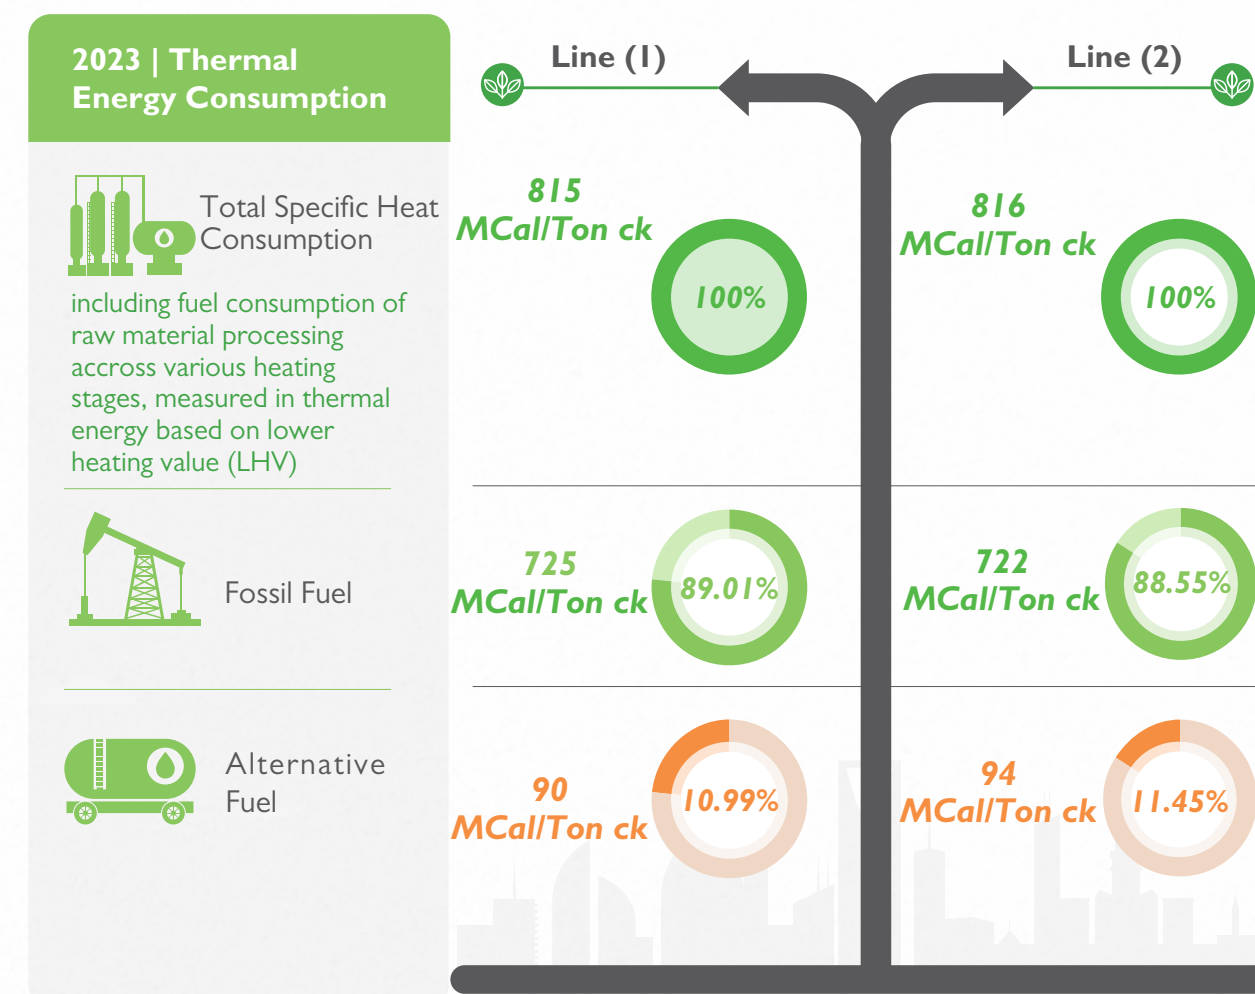 2023 | Thermal
Energy Consumption
Line (1)
Line (2)
Total Specific Heat
Consumption
including fuel consumption of
raw material processing
accross various heating
stages, measured in thermal
energy based on lower
heating value (LHV)
815
MCal/Ton ck
100%
816
MCal/Ton ck
100%
Fossil Fuel
725
MCal/Ton ck
89.01%
722
MCal/Ton ck
88.55%
Alternative
Fuel
90
MCal/Ton ck
10.99%
94
MCal/Ton ck
11.45%